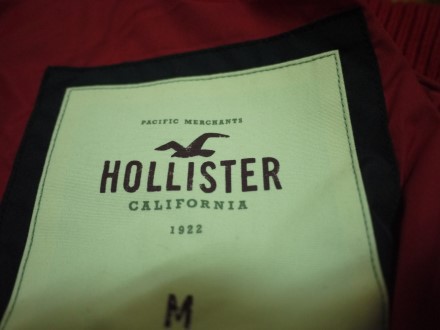 PACIFIC MERCHANTS
HOLLISTER
CALIFORNIA
1922
M